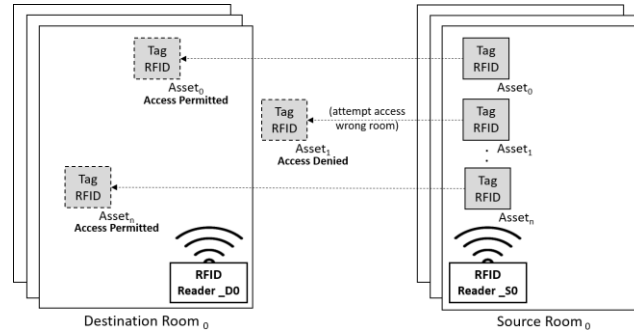 Tag
RFID
Asset0
Access Permitted
Tag
RFID
Asset1
Access Denied
Tag
RFID
Assetn
Access Permitted
RFID
Reader _D0
Destination Room 0
(attempt access
wrong room)
Tag
RFID
Asset0
Tag
RFID
Asset1
Tag
RFID
Assetn
RFID
Reader _S0
Source Room 0